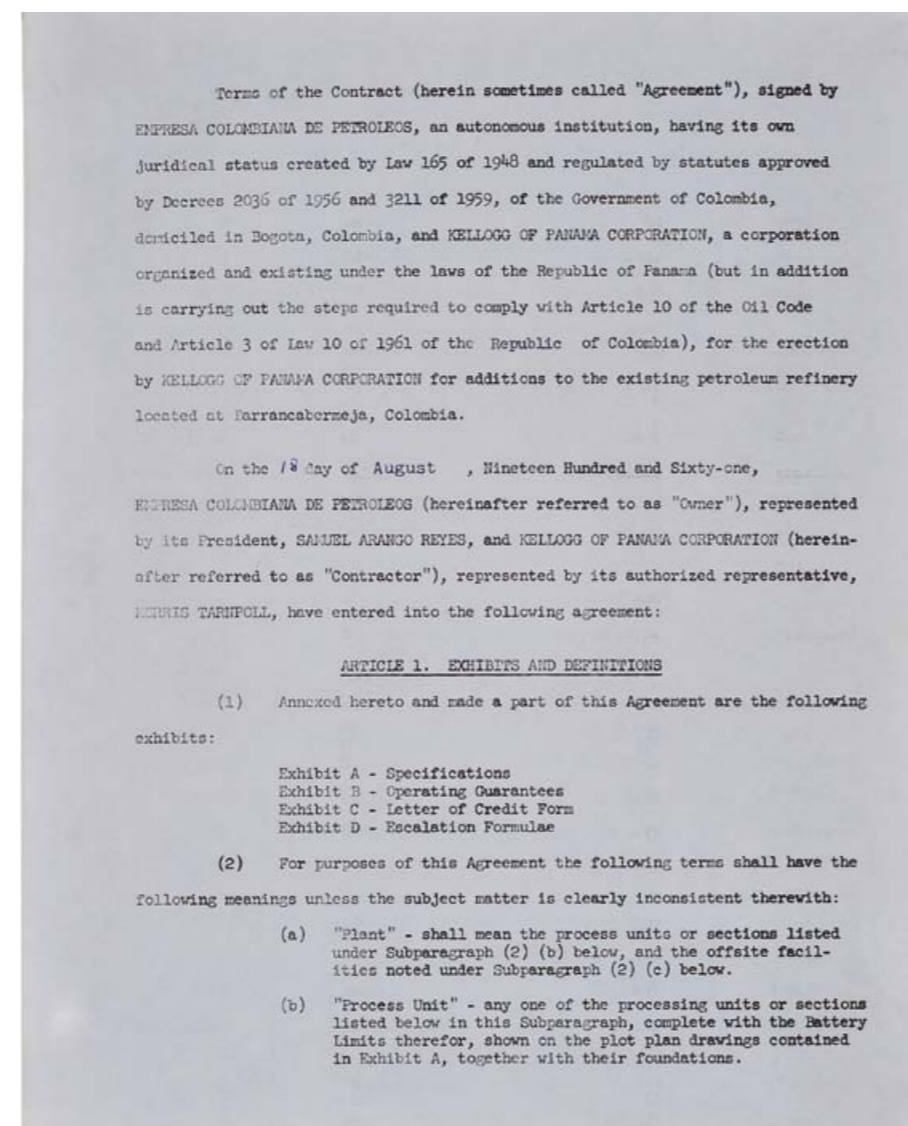 Terms of the Contract (herein sometimes called "Agreement"), signed by
EMPRESA COLOMBIANA DE PETROLEOS, an autonomous institution, having its own
juridical status created by Law 165 of 1948 and regulated by statutes approved
by Decrees 2036 of 1956 and 3211 of 1959, of the Government of Colombia,
domiciled in Bogota, Colombia, and KELLOGG OF PANAMA CORPORATION, a corporation
organized and existing under the laws of the Republic of Panama (but in addition
is carrying out the steps required to comply with Article 10 of the Oil Code
and Article 3 of Law 10 of 1961 of the Republic of Colombia), for the erection
by KELLOGG OF PANAMA CORPORATION for additions to the existing petroleum refinery
located at Barrancabermeja, Colombia.
On the 18 day of August , Nineteen Hundred and Sixty-one,
EMPRESA COLOMBIANA DE PETROLEOS (hereinafter referred to as "Owner"), represented
by its President, SAMUEL ARANGO REYES, and KELLOGG OF PANAMA CORPORATION (herein-
after referred to as "Contractor"), represented by its authorized representative,
MORRIS TARNPOLL, have entered into the following agreement:
ARTICLE 1. EXHIBITS AND DEFINITIONS
(1) Annexed hereto and made a part of this Agreement are the following
exhibits:
Exhibit A - Specifications
Exhibit B - Operating Guarantees
Exhibit C - Letter of Credit Form
Exhibit D - Escalation Formulae
(2) For purposes of this Agreement the following terms shall have the
following meanings unless the subject matter is clearly inconsistent therewith:
(a) "Plant" - shall mean the process units or sections listed
under Subparagraph (2) (b) below, and the offsite facil-
ities noted under Subparagraph (2) (c) below.
(b) "Process Unit" - any one of the processing units or sections
listed below in this Subparagraph, complete with the Battery
Limits therefor, shown on the plot plan drawings contained
in Exhibit A, together with their foundations.